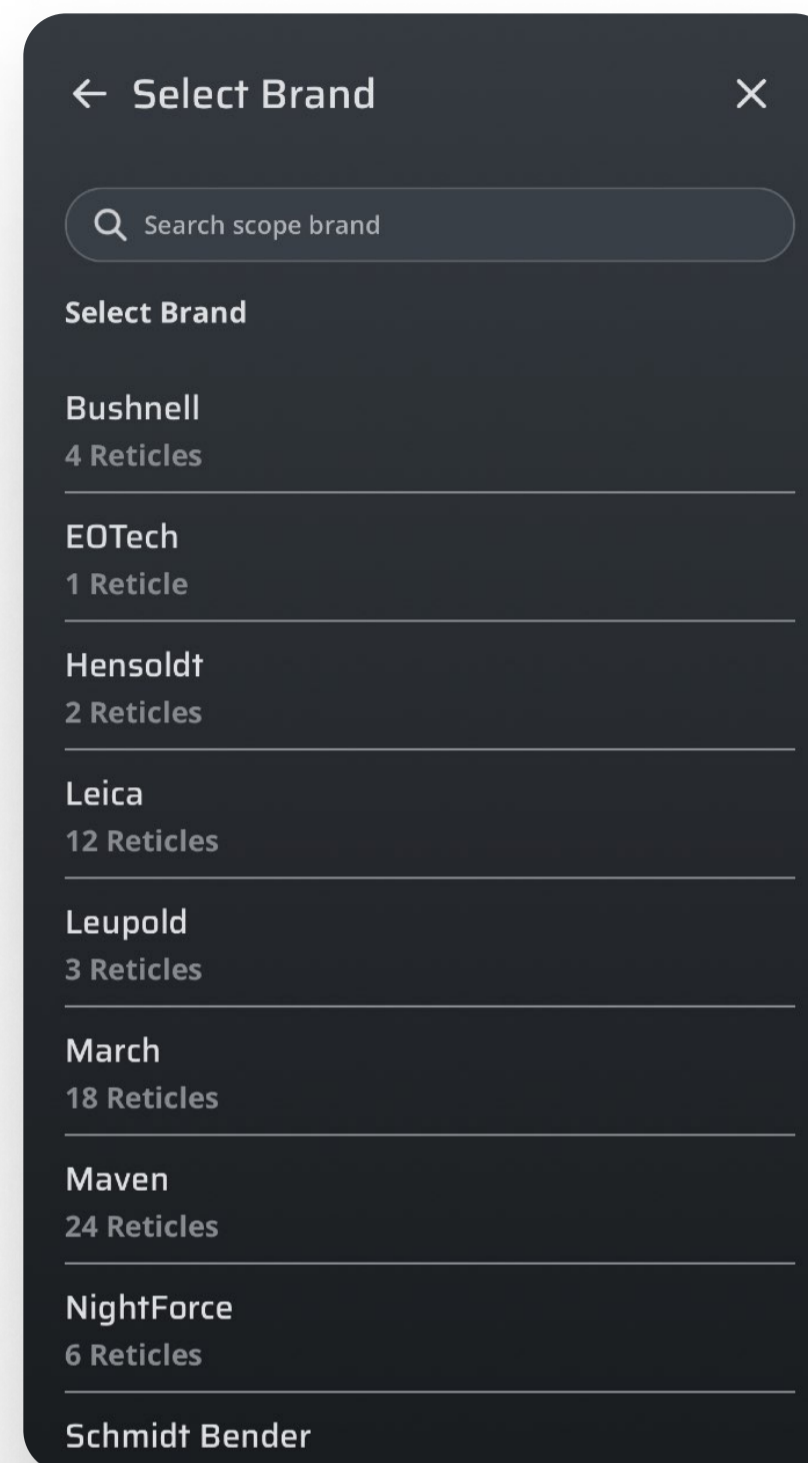 Select Brand
Search scope brand
Select Brand
Bushnell
4 Reticles
EOTech
1 Reticle
Hensoldt
2 Reticles
Leica
12 Reticles
Leupold
3 Reticles
March
18 Reticles
Maven
24 Reticles
NightForce
6 Reticles
Schmidt Bender